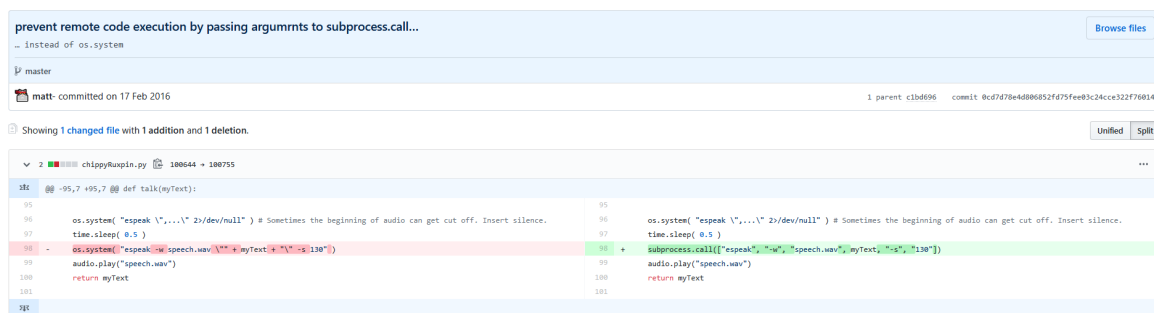 prevent remote code execution by passing argumrnts to subprocess.call...
Browse files
… instead of os.system
master
matt- committed on 17 Feb 2016
1 parent c1bd696 commit 0cd7d78e4d806852fd75fee03c24cce322f76014
Showing 1 changed file with 1 addition and 1 deletion.
Unified Split
2 chippyRuxpin.py 100644 → 100755
@@ -95,7 +95,7 @@ def talk(myText):
95
96 os.system( "espeak \",...\" 2>/dev/null" ) # Sometimes the beginning of audio can get cut off. Insert silence.
97 time.sleep( 0.5 )
98 - os.system( "espeak -w speech.wav \"" + myText + "\" -s 130" )
99 audio.play("speech.wav")
100 return myText
101
95
96 os.system( "espeak \",...\" 2>/dev/null" ) # Sometimes the beginning of audio can get cut off. Insert silence.
97 time.sleep( 0.5 )
98 + subprocess.call(["espeak", "-w", "speech.wav", myText, "-s", "130"])
99 audio.play("speech.wav")
100 return myText
101